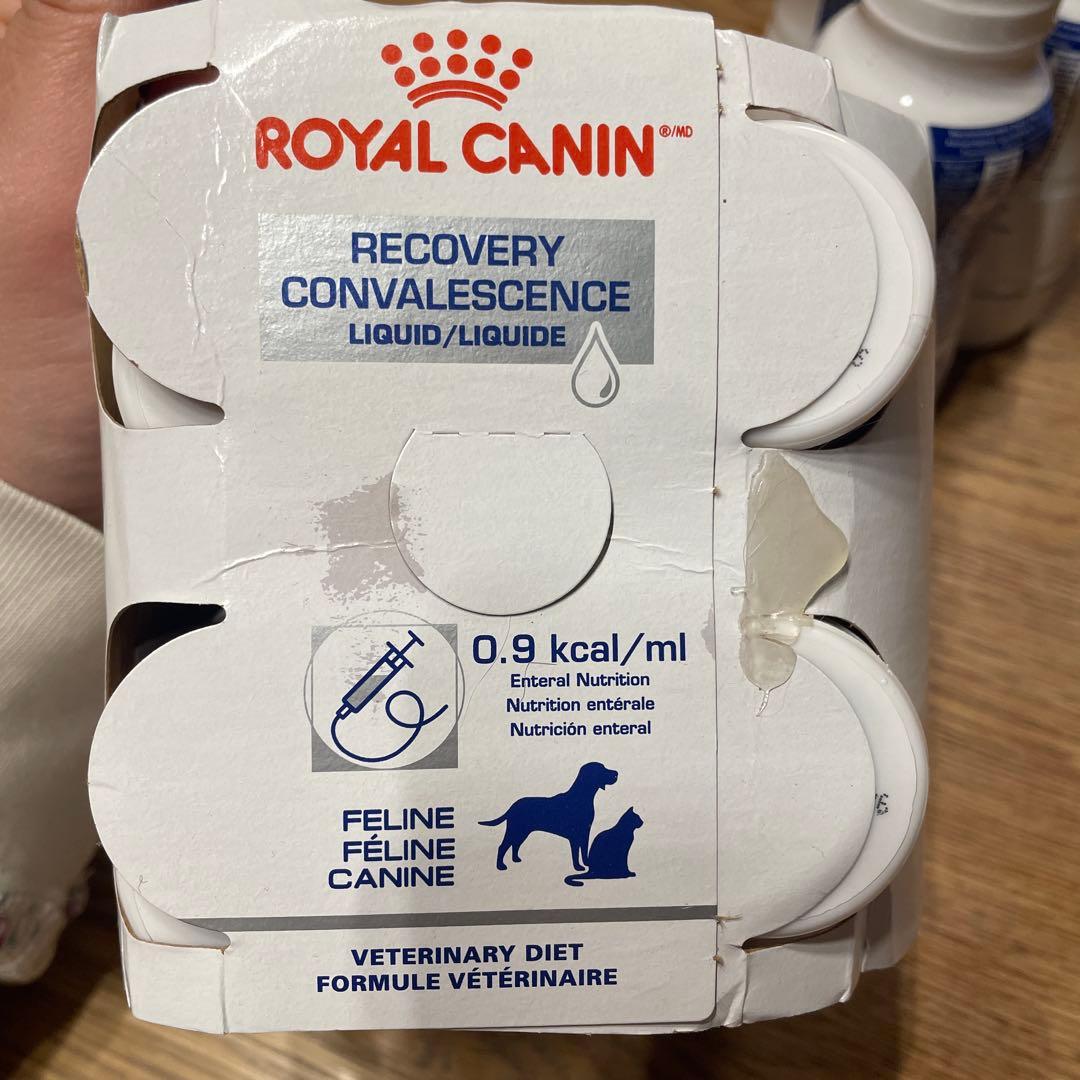 ROYAL CANIN®/MD
RECOVERY
CONVALESCENCE
LIQUID/LIQUIDE
0.9 kcal/ml
Enteral Nutrition
Nutrition entérale
Nutrición enteral
FELINE
FÉLINE
CANINE
VETERINARY DIET
FORMULE VÉTÉRINAIRE